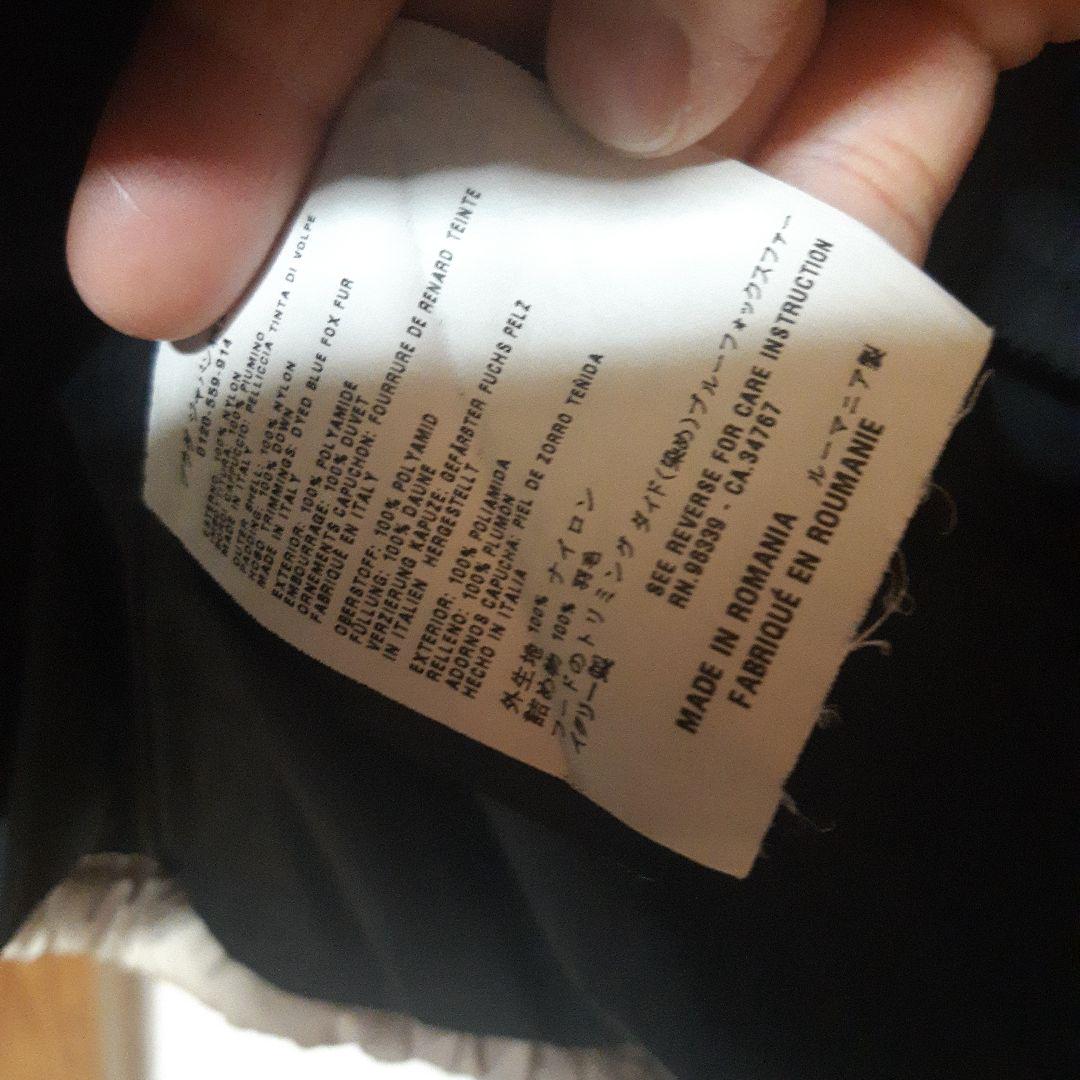 0120-559-914
100% NYLON
100% PIUMINO
PELLICCIA TINTA DI VOLPE
MADE IN ITALY
OUTER SHELL: 100% NYLON
100% DOWN
HOOD TRIMMINGS: DYED BLUE FOX FUR
MADE IN ITALY
EXTERIOR: 100% POLYAMIDE
EMBOURRAGE: 100% DUVET
ORNEMENTS CAPUCHON: FOURRURE DE RENARD TEINTE
FABRIQUÉ EN ITALY
OBERSTOFF: 100% POLYAMID
FÜLLUNG: 100% DAUNE
VERZIERUNG KAPUZE: GEFÄRBTER FUCHS PELZ
IN ITALIEN HERGESTELLT
EXTERIOR: 100% POLIAMIDA
RELLENO: 100% PLUMÓN
ADORNOS CAPUCHA: PIEL DE ZORRO TEÑIDA
HECHO IN ITALIA
外生地 100% ナイロン
詰め物 100% 羽毛
フードのトリミング ダイド(染め)ブルーフォックスファー
イタリー製
SEE REVERSE FOR CARE INSTRUCTION
RN.98339 - CA.34767
MADE IN ROMANIA ルーマニア製
FABRIQUÉ EN ROUMANIE